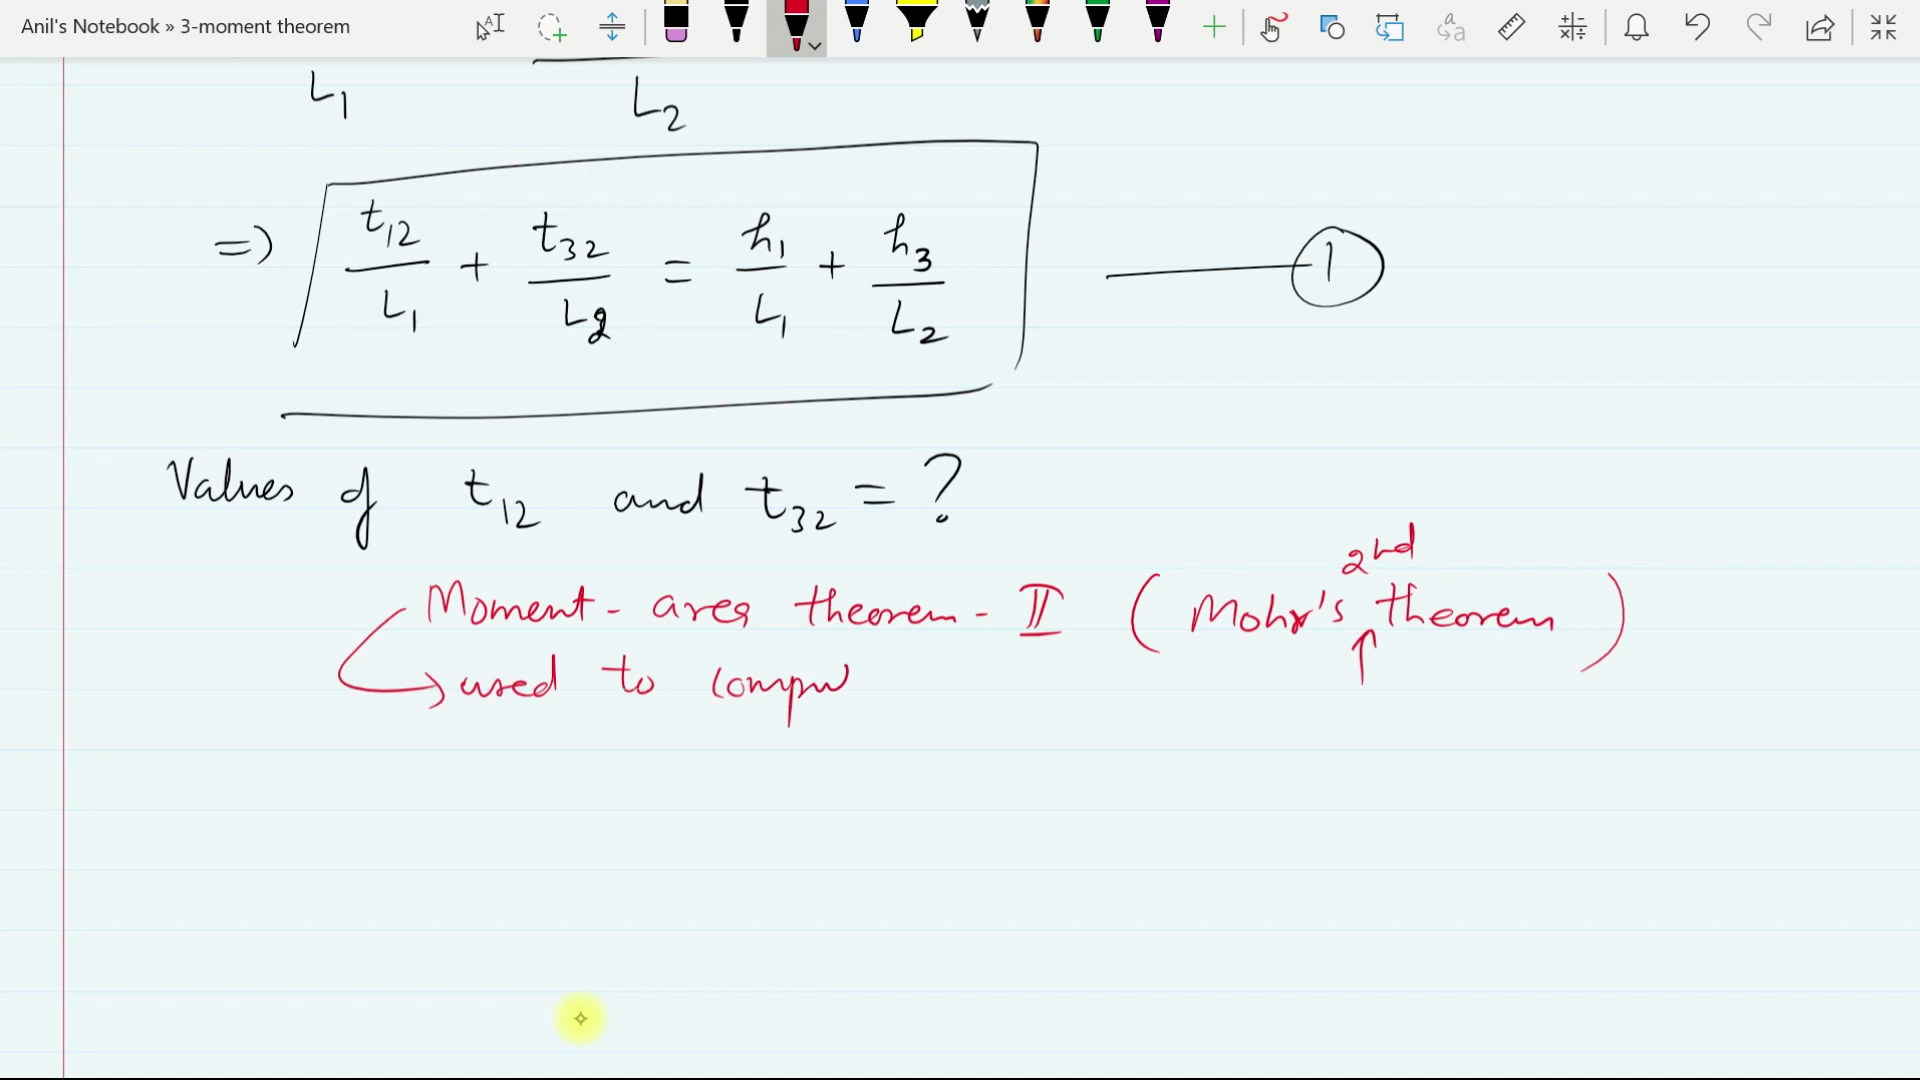 Anil's Notebook » 3-moment theorem
L1 L2
=> t12/L1 + t32/L2 = h1/L1 + h3/L2 1
Values of t12 and t32 = ?
2nd
Moment - area theorem - II ( Mohr's theorem )
used to compu